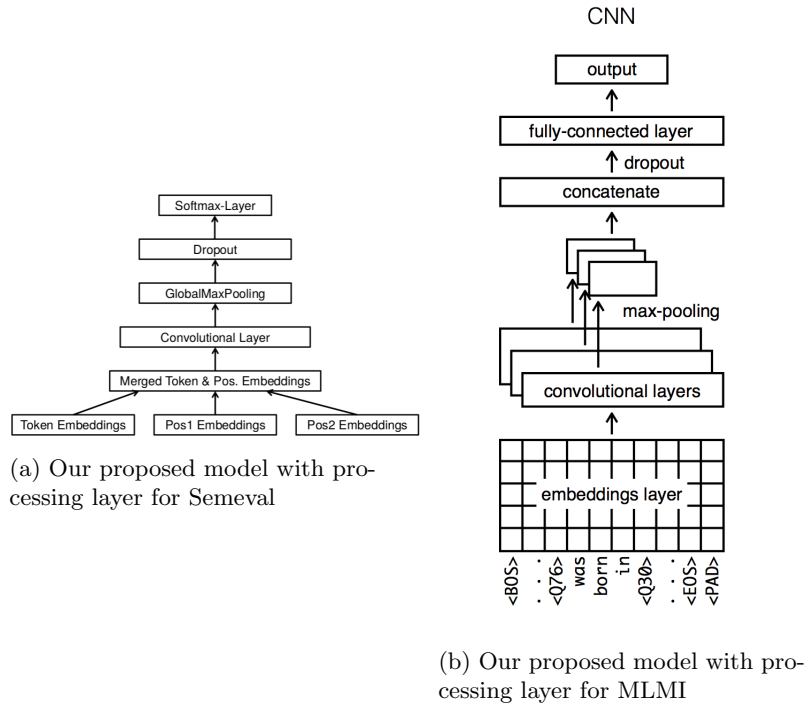 Softmax-Layer
Dropout
GlobalMaxPooling
Convolutional Layer
Merged Token & Pos. Embeddings
Token Embeddings
Pos1 Embeddings
Pos2 Embeddings
(a) Our proposed model with pro-
cessing layer for Semeval
CNN
output
fully-connected layer
dropout
concatenate
max-pooling
convolutional layers
embeddings layer
<BOS>
. . .
<Q76>
was
born
in
<Q30>
. . .
<EOS>
<PAD>
(b) Our proposed model with pro-
cessing layer for MLMI